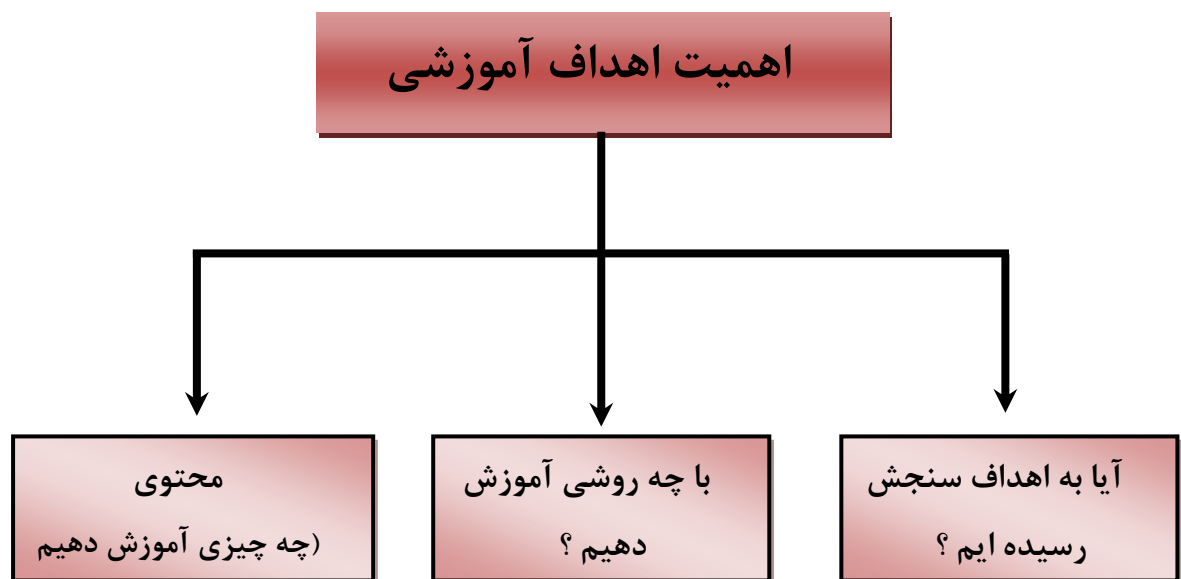 اهمیت اهداف آموزشی
آیا به اهداف سنجش
رسیده ایم ؟
با چه روشی آموزش
دهیم ؟
محتوی
(چه چیزی آموزش دهیم